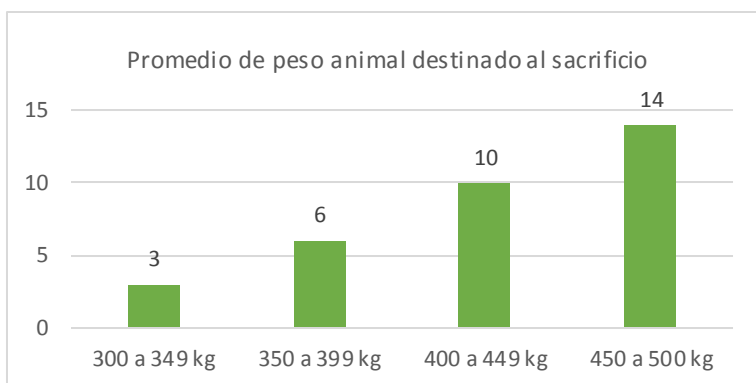 Promedio de peso animal destinado al sacrificio
15
10
5
0
3
6
10
14
300 a 349 kg
350 a 399 kg
400 a 449 kg
450 a 500 kg